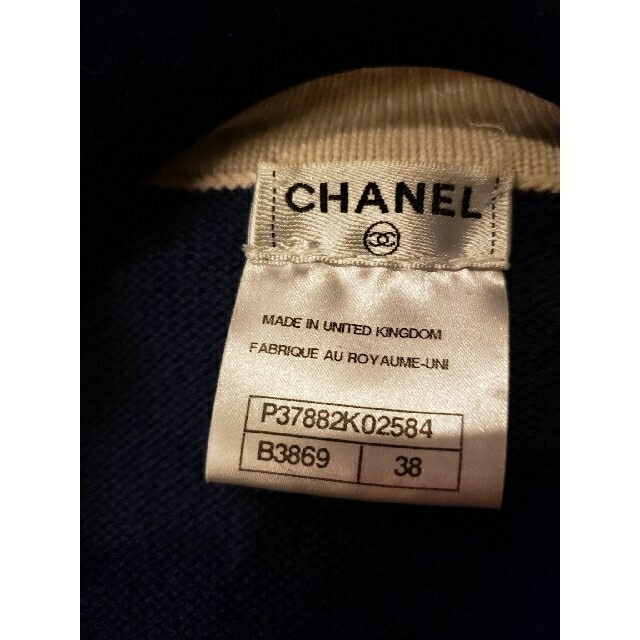 CHANEL
MADE IN UNITED KINGDOM
FABRIQUE AU ROYAUME-UNI
P37882K02584
B3869 38